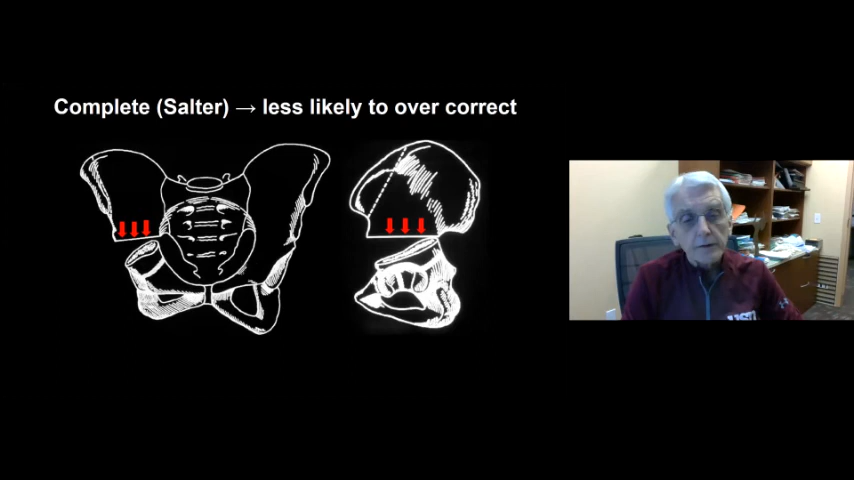 Complete (Salter) → less likely to over correct